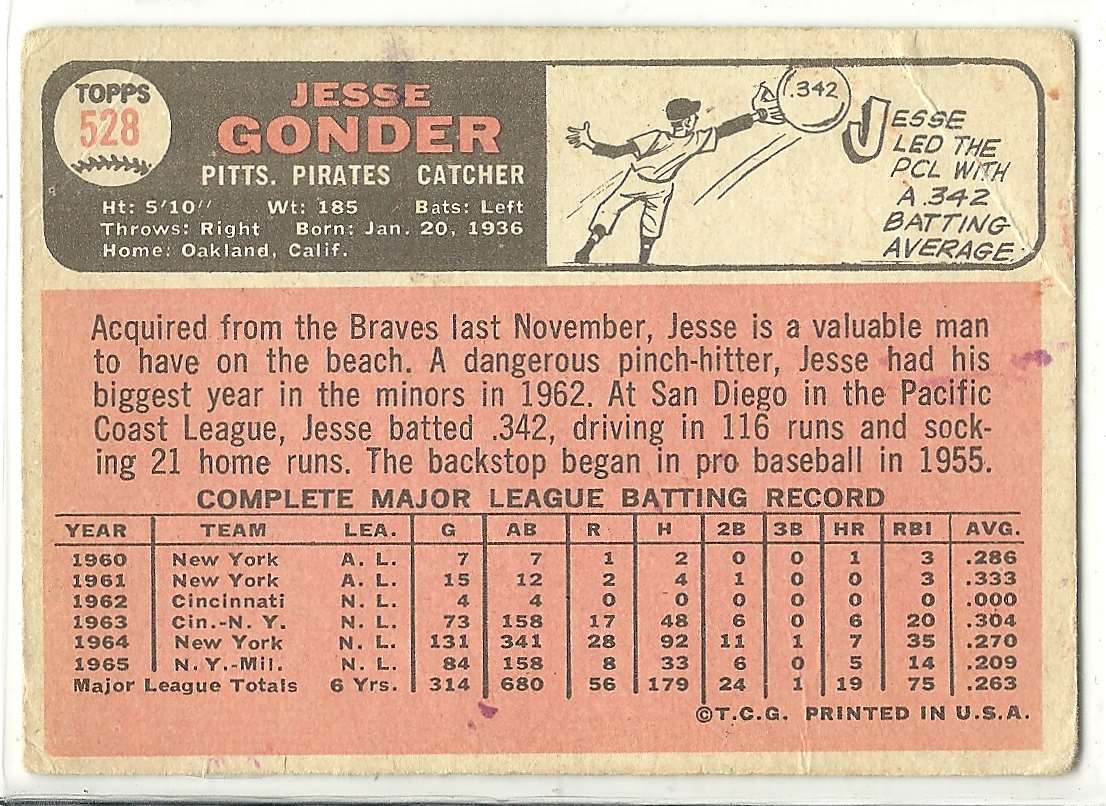 TOPPS
528
JESSE
GONDER
PITTS. PIRATES CATCHER
Ht: 5'10" Wt: 185 Bats: Left
Throws: Right Born: Jan. 20, 1936
Home: Oakland, Calif.
.342
JESSE
LED THE
PCL WITH
A .342
BATTING
AVERAGE.
Acquired from the Braves last November, Jesse is a valuable man
to have on the beach. A dangerous pinch-hitter, Jesse had his
biggest year in the minors in 1962. At San Diego in the Pacific
Coast League, Jesse batted .342, driving in 116 runs and sock-
ing 21 home runs. The backstop began in pro baseball in 1955.
COMPLETE MAJOR LEAGUE BATTING RECORD
YEAR TEAM LEA. G AB R H 2B 3B HR RBI AVG.
1960 New York A. L. 7 7 1 2 0 0 1 3 .286
1961 New York A. L. 15 12 2 4 1 0 0 3 .333
1962 Cincinnati N. L. 4 4 0 0 0 0 0 0 .000
1963 Cin.-N. Y. N. L. 73 158 17 48 6 0 6 20 .304
1964 New York N. L. 131 341 28 92 11 1 7 35 .270
1965 N. Y.-Mil. N. L. 84 158 8 33 6 0 5 14 .209
Major League Totals 6 Yrs. 314 680 56 179 24 1 19 75 .263
©T.C.G. PRINTED IN U.S.A.